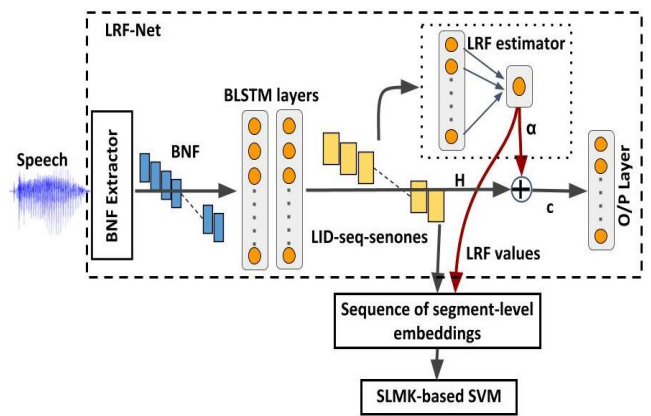 LRF-Net
LRF estimator
BLSTM layers
Speech
BNF Extractor
BNF
α
H
c
O/P Layer
LID-seq-senones
LRF values
Sequence of segment-level
embeddings
SLMK-based SVM